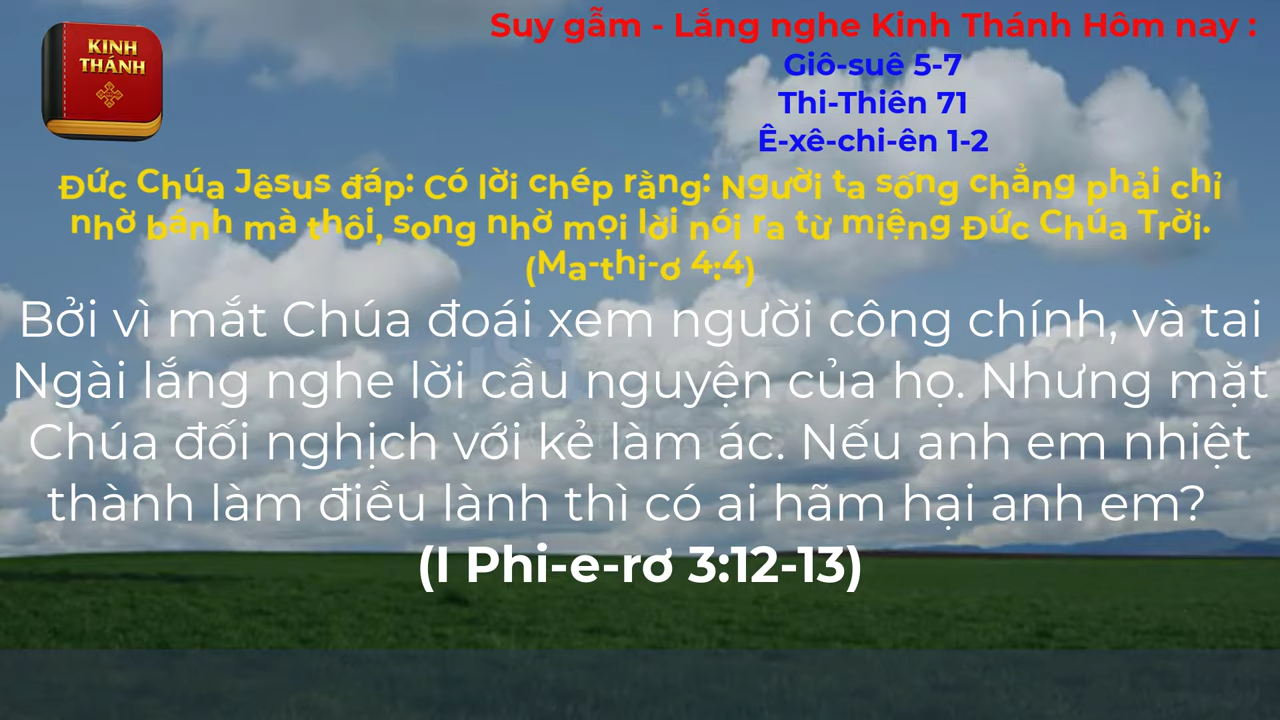 KINH
THÁNH
Suy gẫm - Lắng nghe Kinh Thánh Hôm nay :
Giô-suê 5-7
Thi-Thiên 71
Ê-xê-chi-ên 1-2
Đức Chúa Jêsus đáp: Có lời chép rằng: Người ta sống chẳng phải chỉ
nhờ bánh mà thôi, song nhờ mọi lời nói ra từ miệng Đức Chúa Trời.
(Ma-thi-ơ 4:4)
Bởi vì mắt Chúa đoái xem người công chính, và tai
Ngài lắng nghe lời cầu nguyện của họ. Nhưng mặt
Chúa đối nghịch với kẻ làm ác. Nếu anh em nhiệt
thành làm điều lành thì có ai hãm hại anh em?
(I Phi-e-rơ 3:12-13)